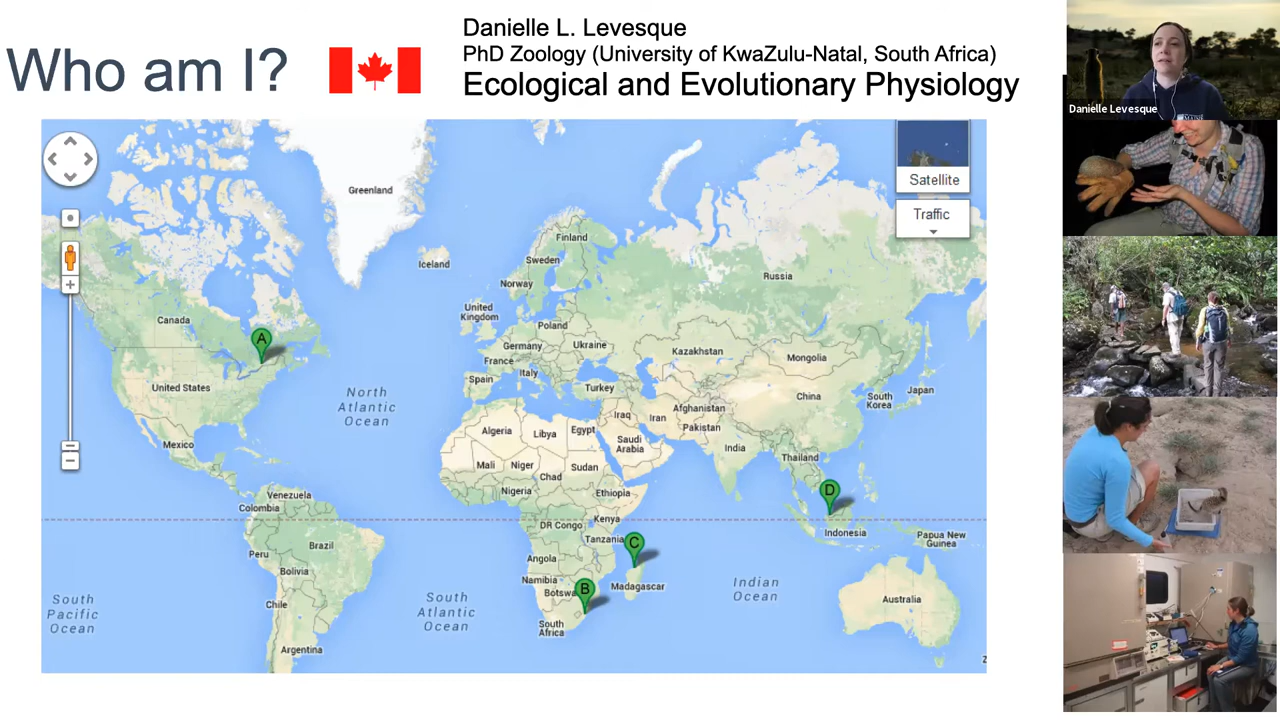 Who am I?
Danielle L. Levesque
PhD Zoology (University of KwaZulu-Natal, South Africa)
Ecological and Evolutionary Physiology
Danielle Levesque
Satellite
Traffic
Greenland
Iceland
Finland
Sweden
Norway
Russia
United
Kingdom
Poland
Germany
Ukraine
France
Italy
Spain
Turkey
Kazakhstan
Mongolia
Canada
A
United States
North
Atlantic
Ocean
China
Japan
South
Korea
Iraq
Iran
Afghanistan
Pakistan
Algeria
Libya
Egypt
Saudi
Arabia
India
Mexico
Mali
Niger
Chad
Sudan
Thailand
Nigeria
Ethiopia
D
Venezuela
Colombia
DR Congo
Kenya
Indonesia
Papua New
Guinea
Tanzania
C
Peru
Brazil
Angola
Bolivia
Namibia
Botswa
B
Madagascar
Indian
Ocean
Australia
South
Pacific
Ocean
Chile
South
Atlantic
Ocean
South
Africa
Argentina